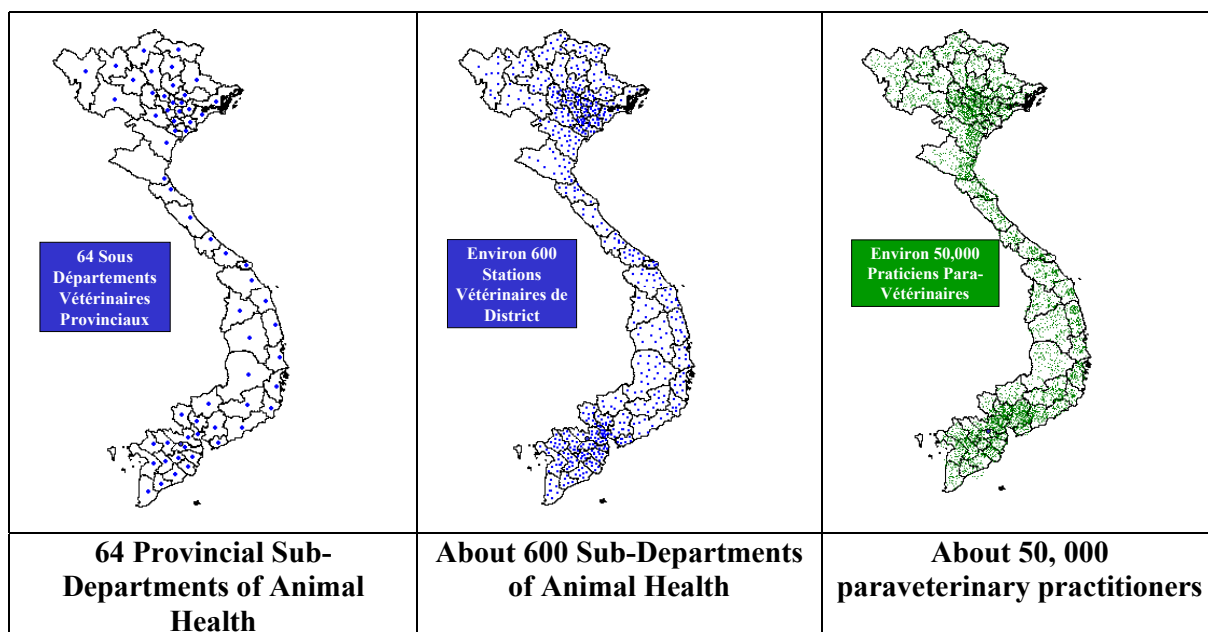 64 Sous
Départements
Vétérinaires
Provinciaux
Environ 600
Stations
Vétérinaires de
District
Environ 50,000
Praticiens Para-
Vétérinaires
64 Provincial Sub-
Departments of Animal
Health
About 600 Sub-Departments
of Animal Health
About 50, 000
paraveterinary practitioners